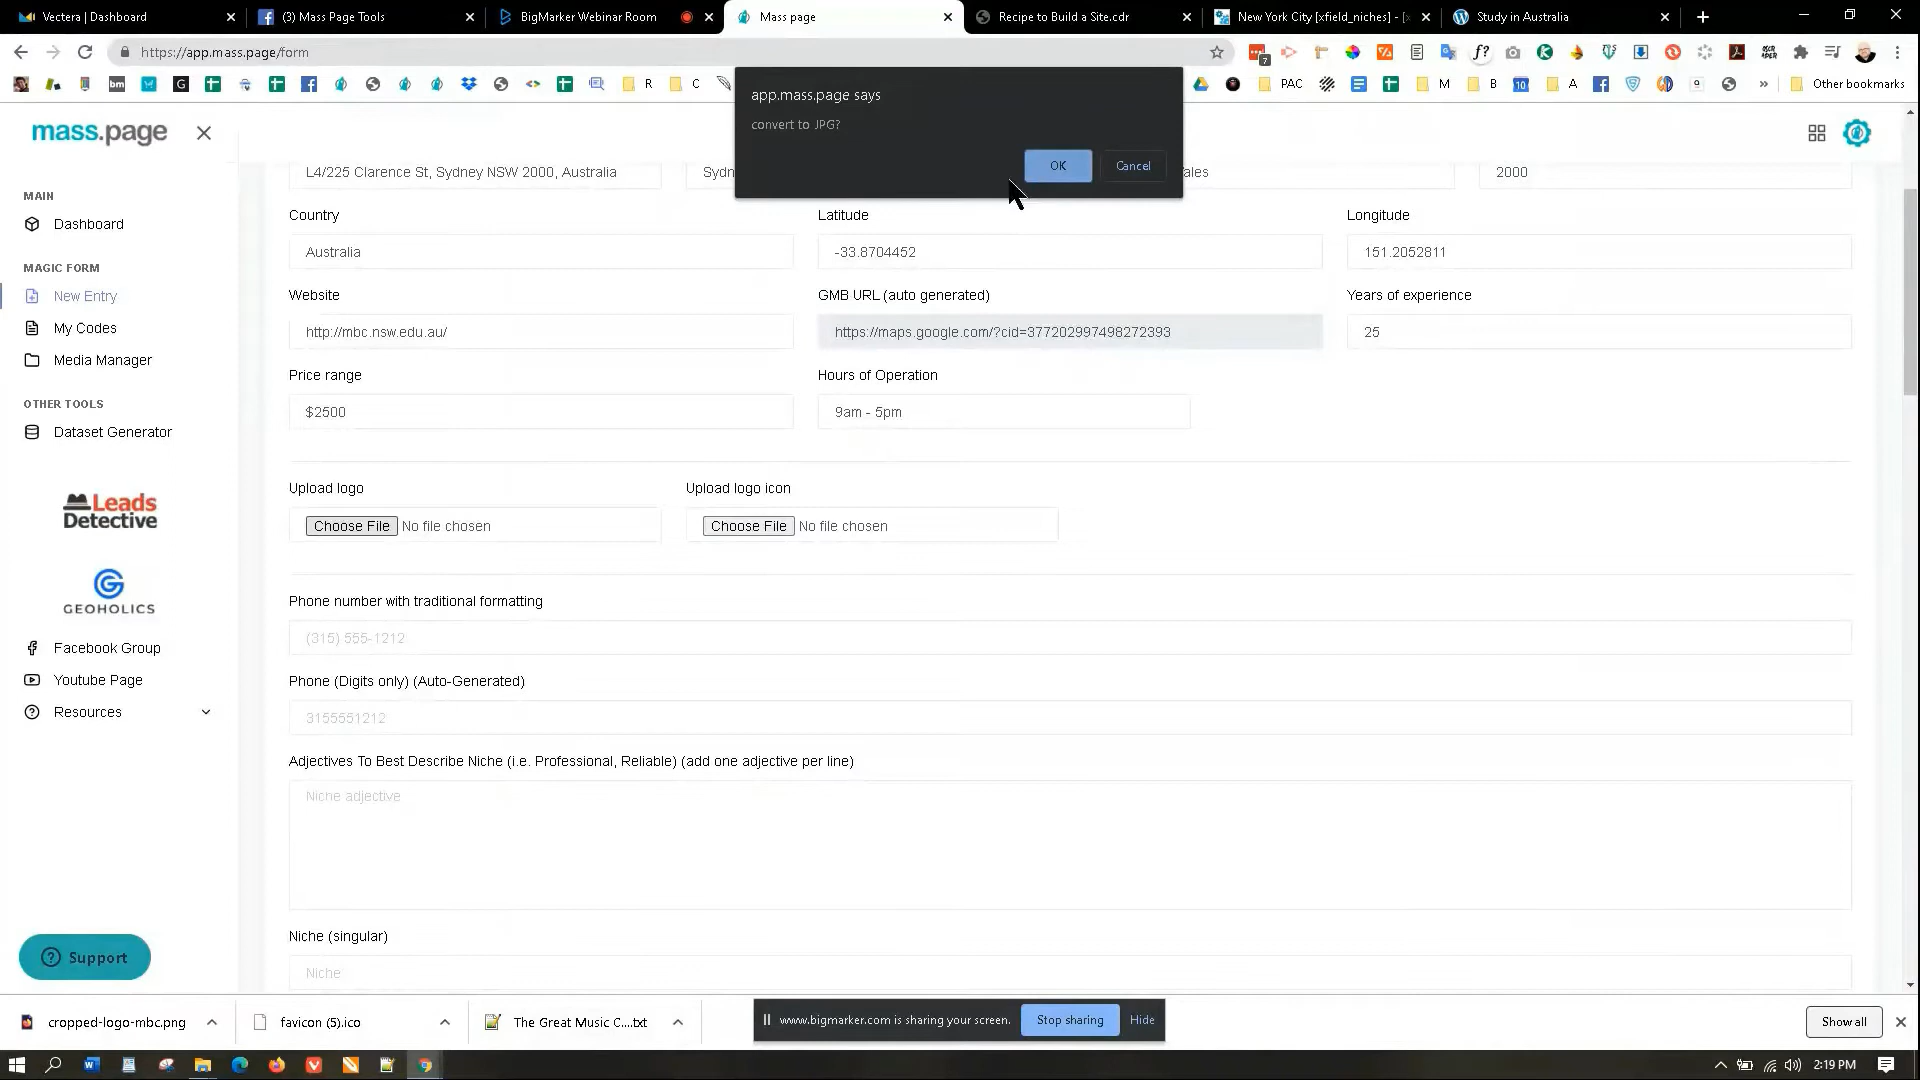 Vectera | Dashboard
(3) Mass Page Tools
BigMarker Webinar Room
Mass page
Recipe to Build a Site.cdr
New York City [xfield_niches] - [x
Study in Australia
https://app.mass.page/form
7
bm
G
R
C
PAC
M
B
10
A
Other bookmarks
app.mass.page says
convert to JPG?
OK
Cancel
mass.page
L4/225 Clarence St, Sydney NSW 2000, Australia
Sydn
ales
2000
MAIN
Dashboard
Country
Latitude
Longitude
Australia
-33.8704452
151.2052811
MAGIC FORM
New Entry
My Codes
Media Manager
Website
GMB URL (auto generated)
Years of experience
http://mbc.nsw.edu.au/
https://maps.google.com/?cid=377202997498272393
25
Price range
Hours of Operation
$2500
9am - 5pm
OTHER TOOLS
Dataset Generator
Leads
Detective
GEOHOLICS
Facebook Group
Youtube Page
Resources
Upload logo
Upload logo icon
Choose File No file chosen
Choose File No file chosen
Phone number with traditional formatting
(315) 555-1212
Phone (Digits only) (Auto-Generated)
3155551212
Adjectives To Best Describe Niche (i.e. Professional, Reliable) (add one adjective per line)
Niche adjective
Niche (singular)
Niche
Support
cropped-logo-mbc.png
favicon (5).ico
The Great Music C....txt
www.bigmarker.com is sharing your screen.
Stop sharing
Hide
Show all
2:19 PM